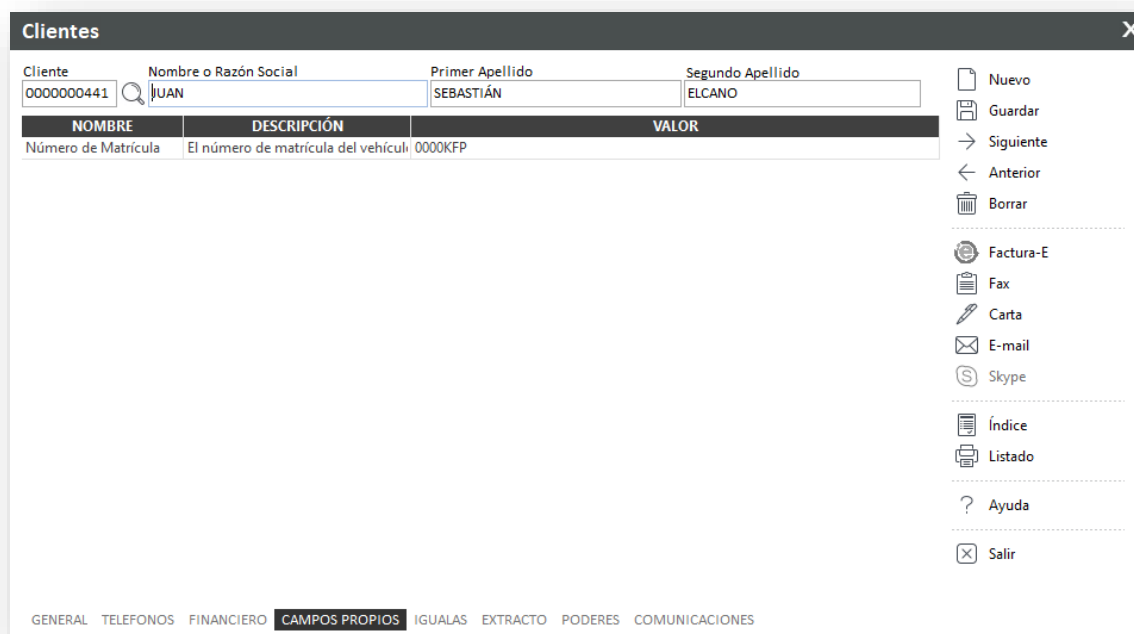 Clientes X
Cliente Nombre o Razón Social Primer Apellido Segundo Apellido
0000000441 JUAN SEBASTIÁN ELCANO
NOMBRE DESCRIPCIÓN VALOR
Número de Matrícula El número de matrícula del vehícul 0000KFP
Nuevo
Guardar
Siguiente
Anterior
Borrar
Factura-E
Fax
Carta
E-mail
Skype
Índice
Listado
? Ayuda
Salir
GENERAL TELEFONOS FINANCIERO CAMPOS PROPIOS IGUALAS EXTRACTO PODERES COMUNICACIONES